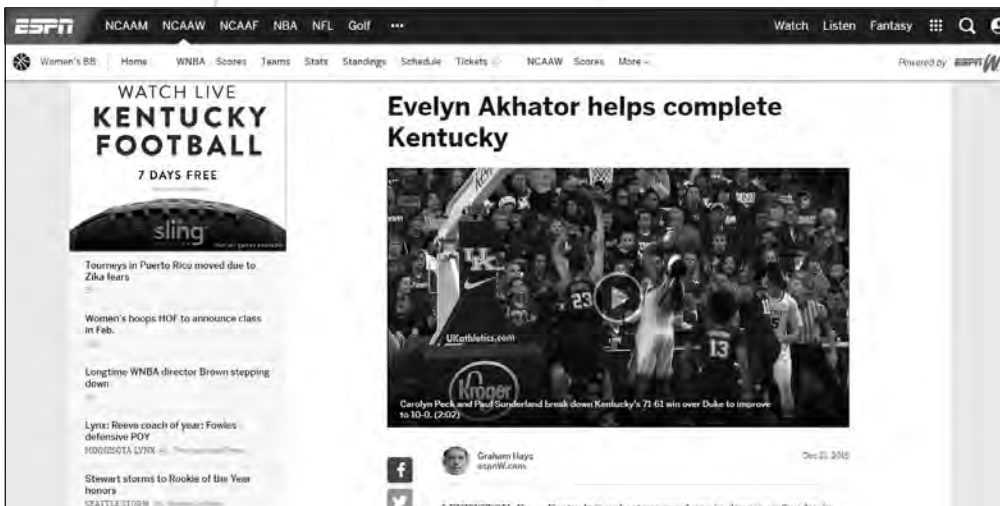 ESPN NCAAM NCAAW NCAAF NBA NFL Golf ••• Watch Listen Fantasy
Women's BB Home WNBA Scores Teams Stats Standings Schedule Tickets NCAAW Scores More Powered by ESPN W
WATCH LIVE
KENTUCKY
FOOTBALL
7 DAYS FREE
sling
Tourneys in Puerto Rico moved due to
Zika fears
Women's hoops HOF to announce class
in Feb.
Longtime WNBA director Brown stepping
down
Lynx: Reeve coach of year; Fowles
defensive POY
MINNESOTA LYNX
Stewart storms to Rookie of the Year
honors
SEATTLE STORM
Evelyn Akhator helps complete
Kentucky
UK
23
13
5
UKathletics.com
Kroger
Carolyn Peck and Paul Sunderland break down Kentucky's 71-61 win over Duke to improve
to 10-0. (2:02)
f
Graham Hays
espnW.com